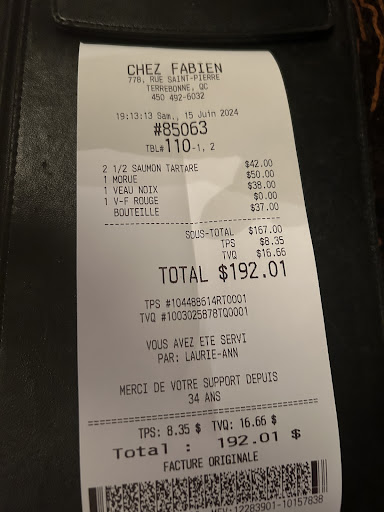 CHEZ FABIEN
778, RUE SAINT-PIERRE
TERREBONNE, QC
450 492-6032
19:13:13 Sam., 15 Juin 2024
#85063
TBL# 110-1, 2
2 1/2 SAUMON TARTARE $42.00
1 MORUE $50.00
1 VEAU NOIX $38.00
1 V-F ROUGE $0.00
BOUTEILLE $37.00
SOUS-TOTAL $167.00
TPS $8.35
TVQ $16.66
TOTAL $192.01
TPS #104488614RT0001
TVQ #1003025878TQ0001
VOUS AVEZ ETE SERVI
PAR: LAURIE-ANN
MERCI DE VOTRE SUPPORT DEPUIS
34 ANS
TPS: 8.35 $ TVQ: 16.66 $
Total : 192.01 $
FACTURE ORIGINALE
12283901-10157838